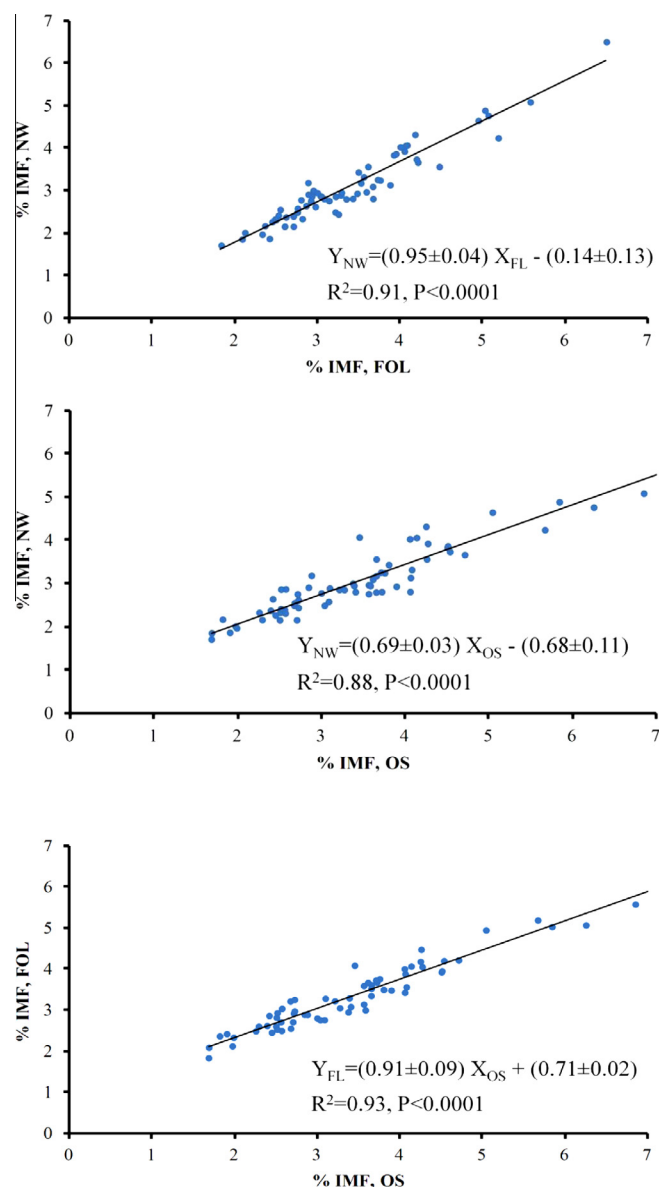 7
6
5
4
3
2
1
0
% IMF, NW
Y_NW=(0.95±0.04) X_FL - (0.14±0.13)
R²=0.91, P<0.0001
0 1 2 3 4 5 6 7
% IMF, FOL
7
6
5
4
3
2
1
0
% IMF, NW
Y_NW=(0.69±0.03) X_OS - (0.68±0.11)
R²=0.88, P<0.0001
0 1 2 3 4 5 6 7
% IMF, OS
7
6
5
4
3
2
1
0
% IMF, FOL
Y_FL=(0.91±0.09) X_OS + (0.71±0.02)
R²=0.93, P<0.0001
0 1 2 3 4 5 6 7
% IMF, OS